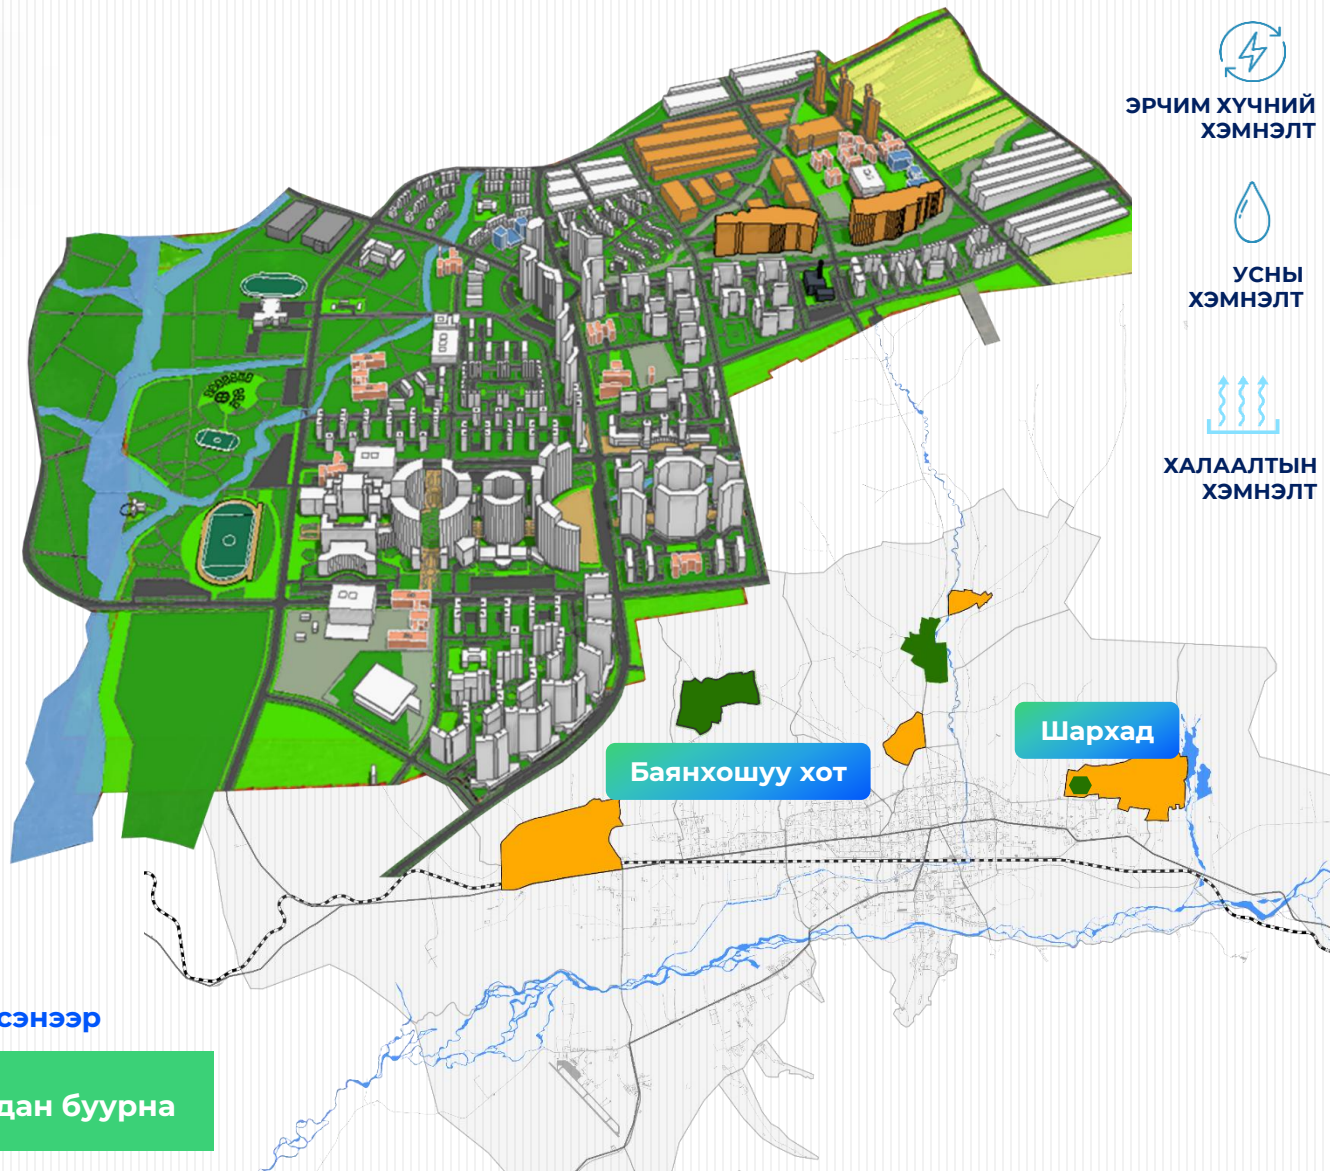 ЭРЧИМ ХҮЧНИЙ
ХЭМНЭЛТ
УСНЫ
ХЭМНЭЛТ
ХАЛААЛТЫН
ХЭМНЭЛТ
Шархад
Баянхошуу хот
сэнээр
дан буурна